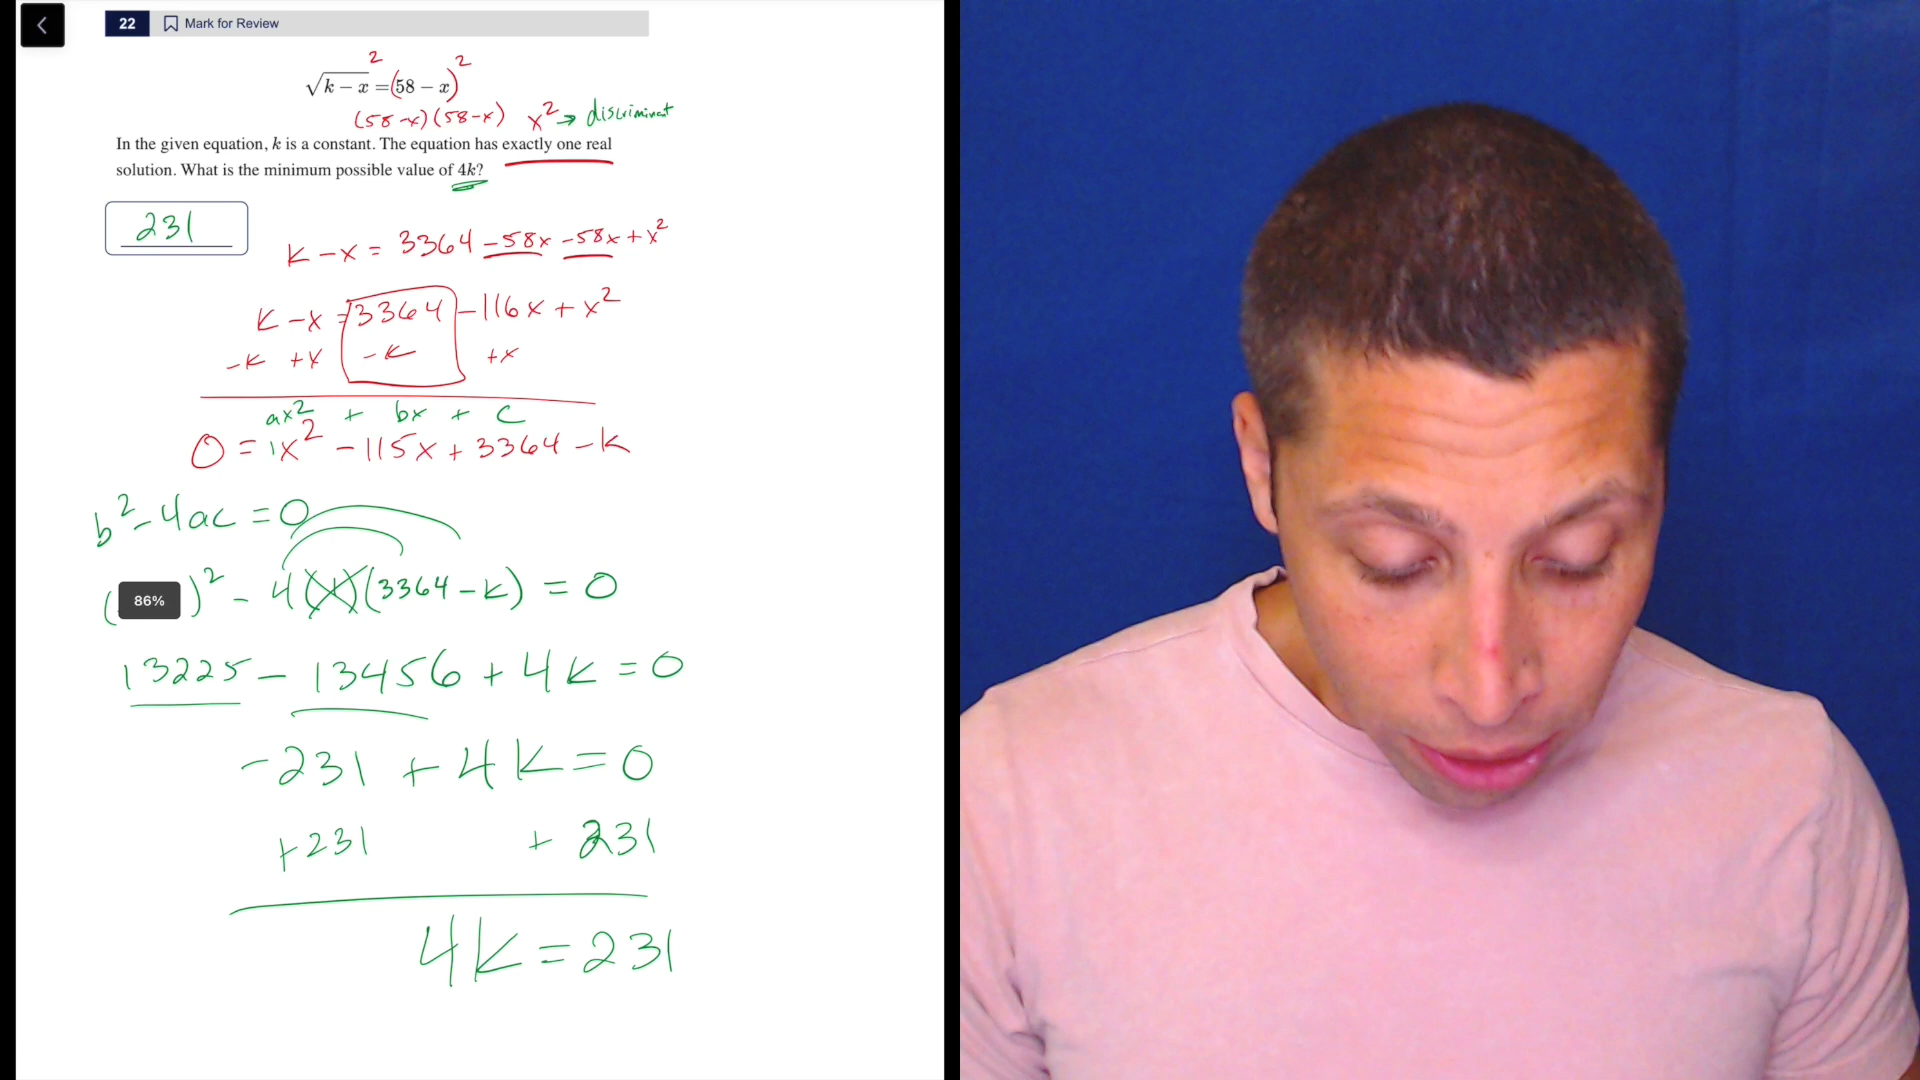 22 Mark for Review
2 2
√k − x = (58 − x)
(58-x)(58-x) x² → discriminant
In the given equation, k is a constant. The equation has exactly one real
solution. What is the minimum possible value of 4k?
231
K - x = 3364 - 58x - 58x + x²
K - x = 3364 - 116x + x²
-K +x -K +x
ax² + bx + c
0 = 1x² - 115x + 3364 - k
b² - 4ac = 0
( )² - 4(1)(3364 - k) = 0
86%
13225 - 13456 + 4k = 0
-231 + 4k = 0
+231 + 231
4k = 231